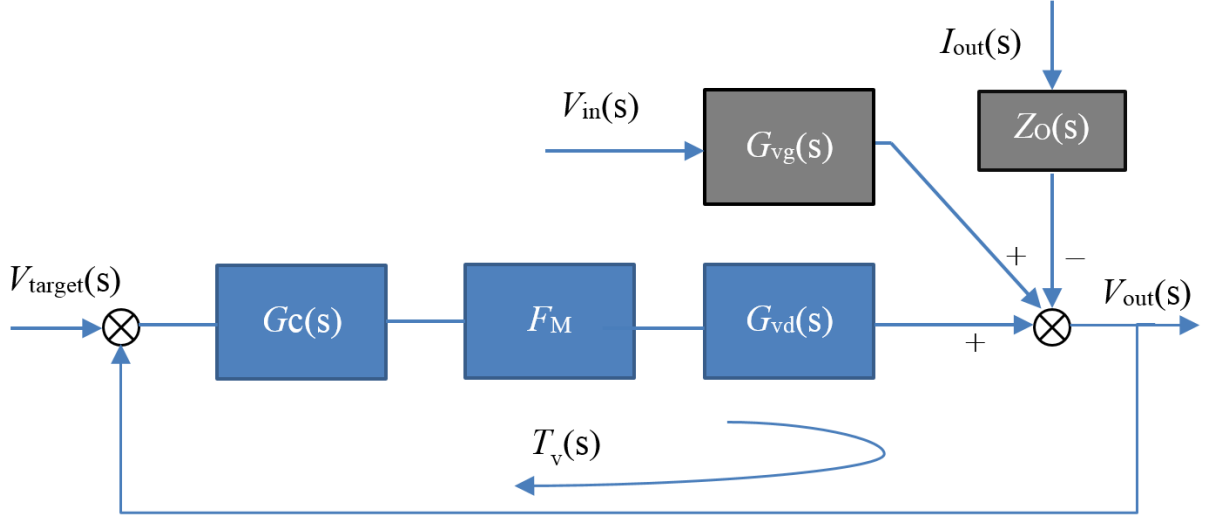 Iout(s)
Vin(s)
Gvg(s)
ZO(s)
+
−
Vtarget(s)
Gc(s)
FM
Gvd(s)
+
Vout(s)
Tv(s)